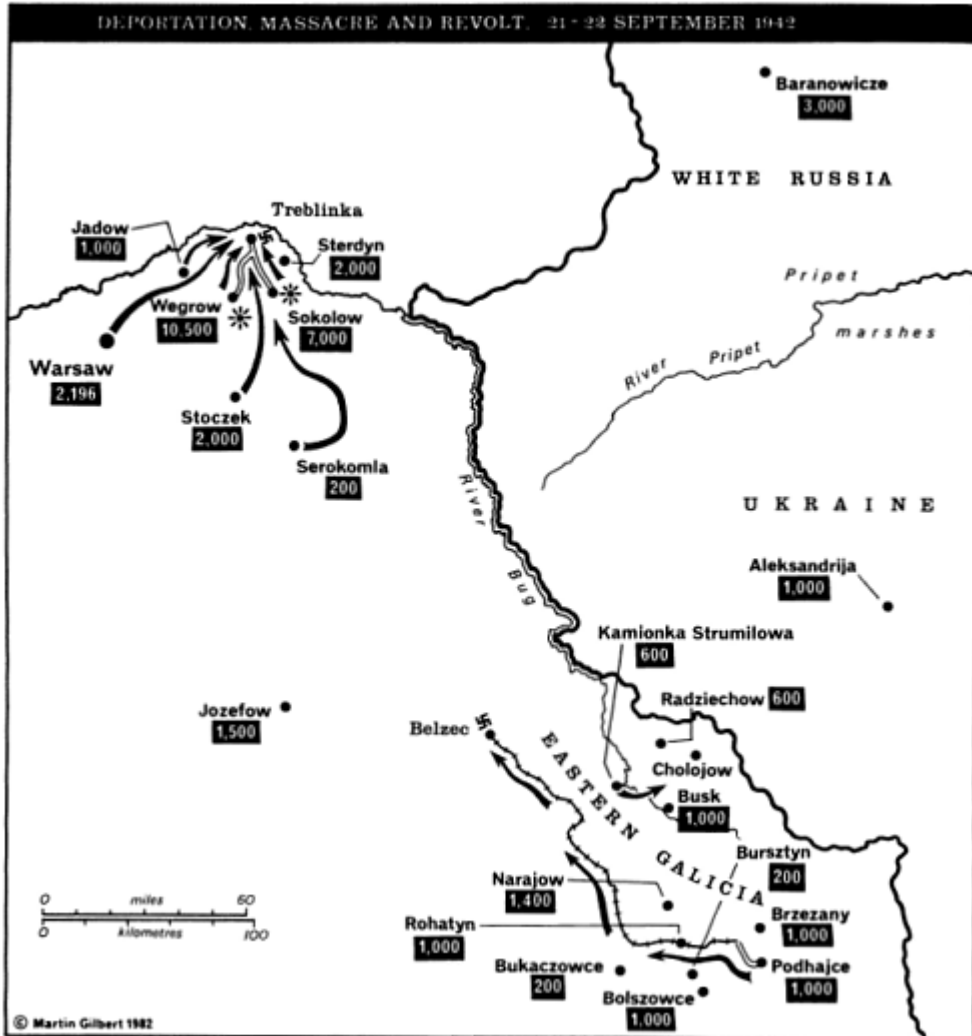 DEPORTATION, MASSACRE AND REVOLT, 21-22 SEPTEMBER 1942
Baranowicze
3,000
WHITE RUSSIA
Treblinka
Jadow
1,000
Sterdyn
2,000
Pripet
marshes
Wegrow
10,500
Sokolow
7,000
River Pripet
Warsaw
2,196
Stoczek
2,000
Serokomla
200
River Bug
UKRAINE
Aleksandrija
1,000
Kamionka Strumilowa
600
Radziechow 600
Jozefow
1,500
Belzec
EASTERN GALICIA
Cholojow
Busk
1,000
Bursztyn
200
Narajow
1,400
Brzezany
1,000
Rohatyn
1,000
Podhajce
1,000
Bukaczowce
200
Bolszowce
1,000
0 miles 60
0 kilometres 100
© Martin Gilbert 1982